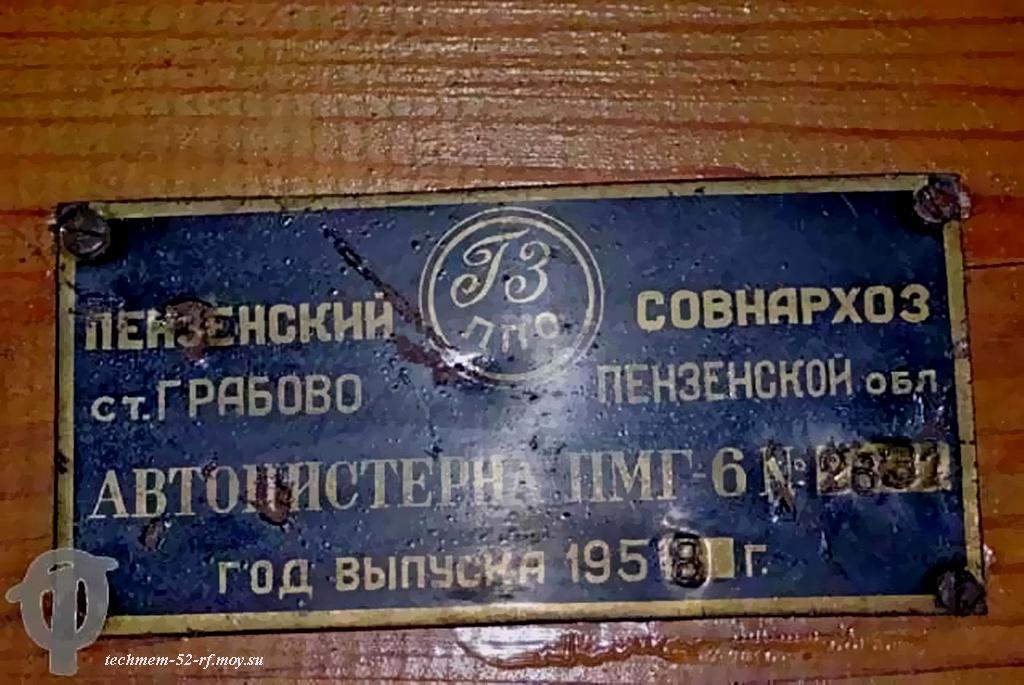 ГЗ
ППО
ПЕНЗЕНСКИЙ СОВНАРХОЗ
ст. ГРАБОВО ПЕНЗЕНСКОЙ ОБЛ.
АВТОЦИСТЕРНА ПМГ-6 №
ГОД ВЫПУСКА 1958 г.
techmem-52-rf.moy.su